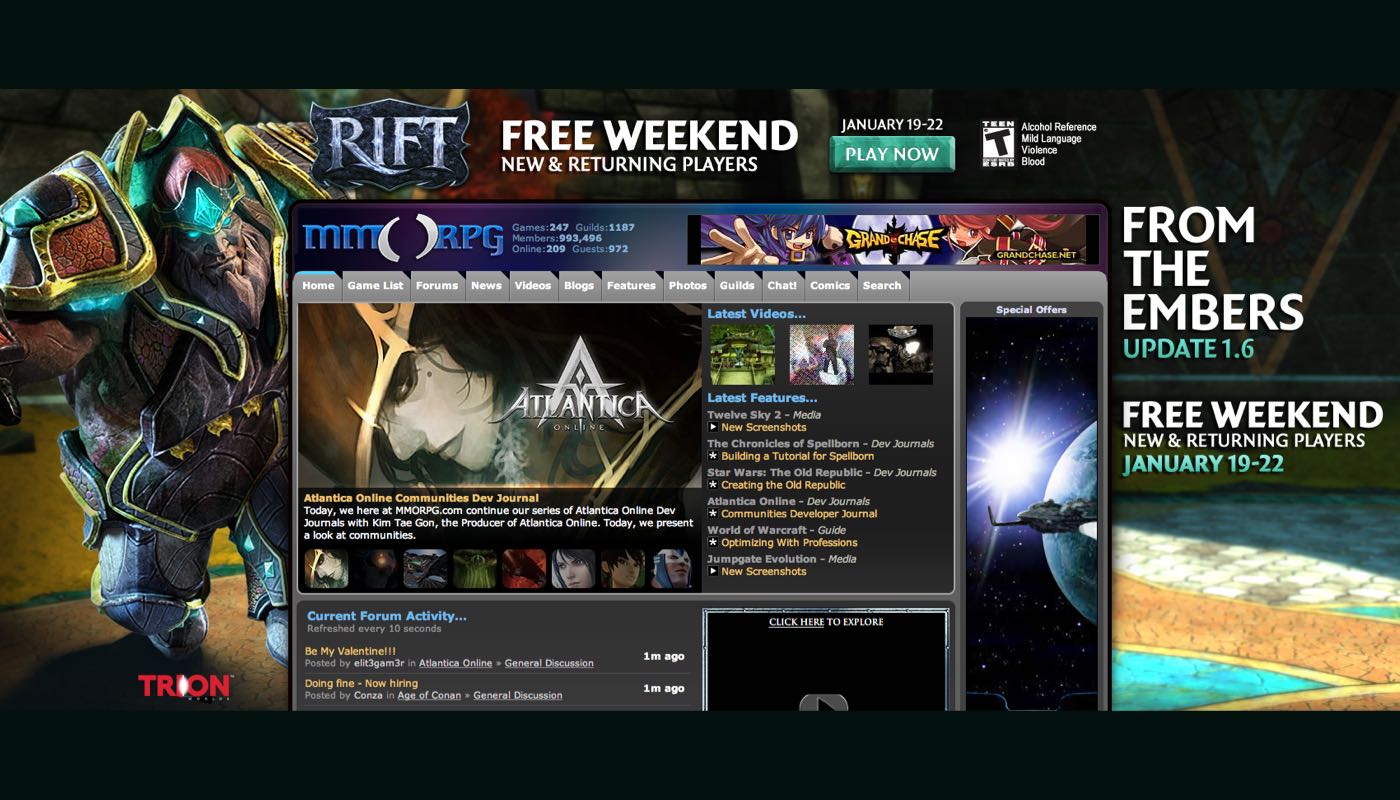 RIFT
FREE WEEKEND
NEW & RETURNING PLAYERS
JANUARY 19-22
PLAY NOW
TEEN
T
ESRB
Alcohol Reference
Mild Language
Violence
Blood
mmorpg
Games:247 Guilds:1187
Members:993,496
Online:209 Guests:972
GRAND CHASE
GRANDCHASE.NET
Home Game List Forums News Videos Blogs Features Photos Guilds Chat! Comics Search
ATLANTICA
ONLINE
Atlantica Online Communities Dev Journal
Today, we here at MMORPG.com continue our series of Atlantica Online Dev
Journals with Kim Tae Gon, the Producer of Atlantica Online. Today, we present
a look at communities.
Latest Videos...
Latest Features...
Twelve Sky 2 - Media
New Screenshots
The Chronicles of Spellborn - Dev Journals
Building a Tutorial for Spellborn
Star Wars: The Old Republic - Dev Journals
Creating the Old Republic
Atlantica Online - Dev Journals
Communities Developer Journal
World of Warcraft - Guide
Optimizing With Professions
Jumpgate Evolution - Media
New Screenshots
Special Offers
FROM
THE
EMBERS
UPDATE 1.6
FREE WEEKEND
NEW & RETURNING PLAYERS
JANUARY 19-22
Current Forum Activity...
Refreshed every 10 seconds
Be My Valentine!!!
Posted by elit3gam3r in Atlantica Online » General Discussion
1m ago
Doing fine - Now hiring
Posted by Conza in Age of Conan » General Discussion
1m ago
CLICK HERE TO EXPLORE
TRION
WORLDS